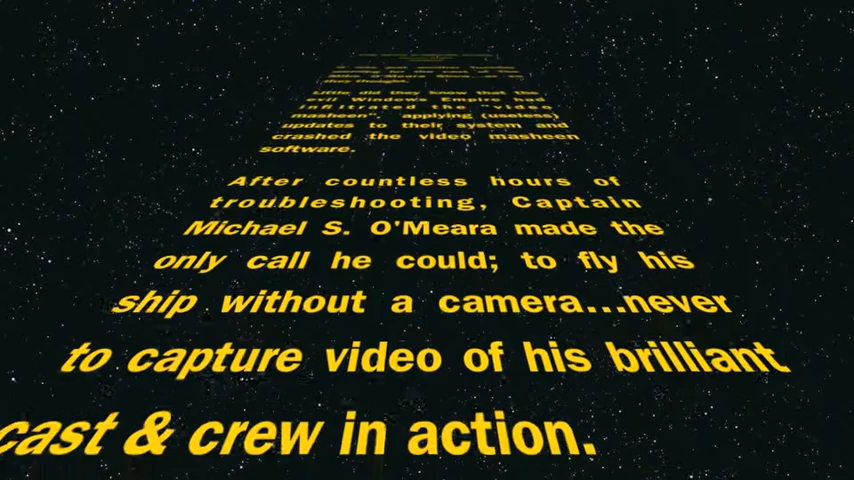 they thought.
Little did they know that the
evil Windows Empire had
infiltrated the "video
masheen", applying (useless)
updates to their system and
crashed the video masheen
software.
After countless hours of
troubleshooting, Captain
Michael S. O'Meara made the
only call he could; to fly his
ship without a camera...never
to capture video of his brilliant
cast & crew in action.